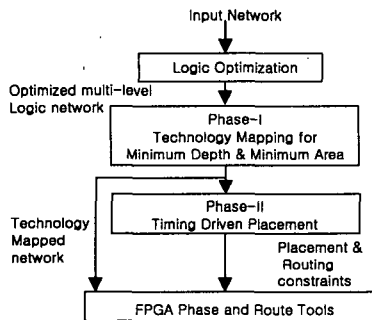 Input Network
Logic Optimization
Optimized multi-level
Logic network
Phase-I
Technology Mapping for
Minimum Depth & Minimum Area
Phase-II
Timing Driven Placement
Technology
Mapped
network
Placement &
Routing
constraints
FPGA Phase and Route Tools